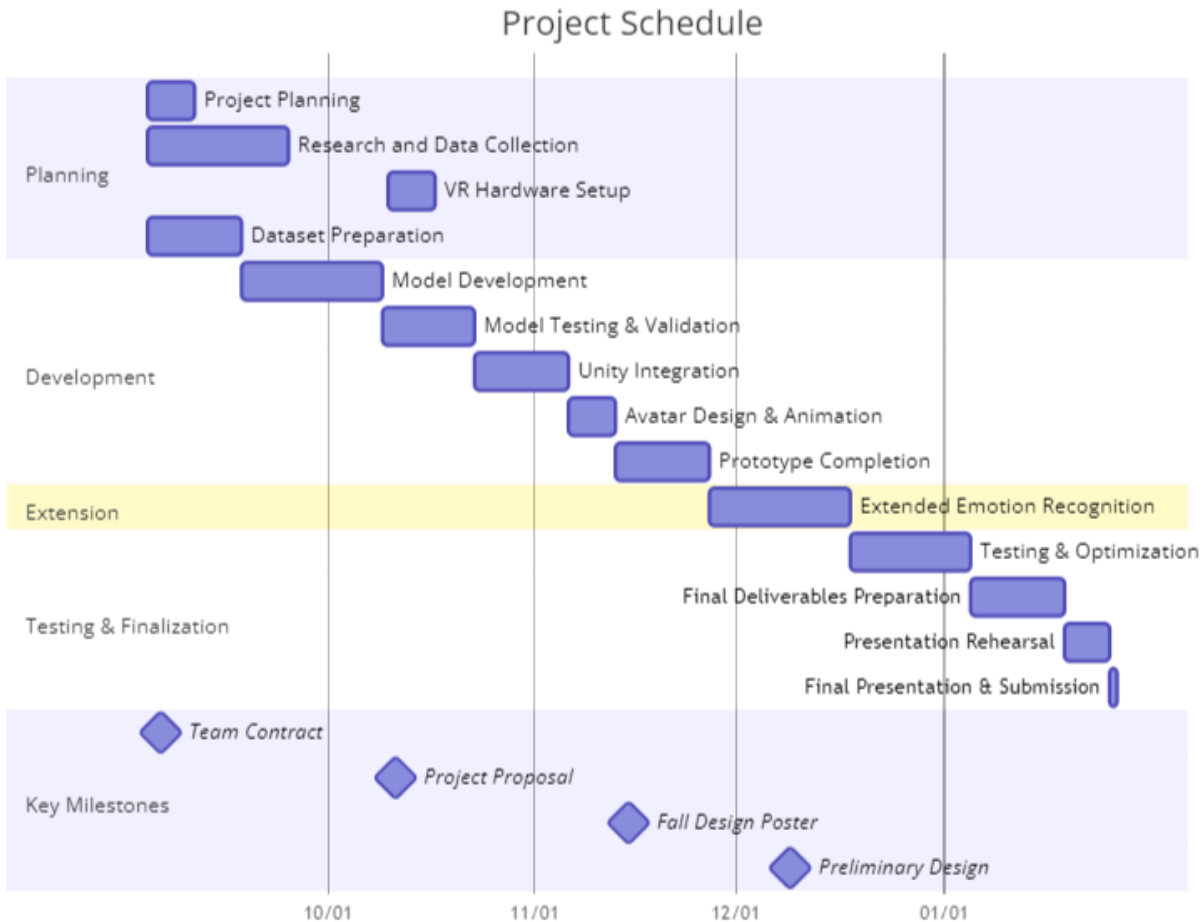 Project Schedule
Planning
Project Planning
Research and Data Collection
VR Hardware Setup
Dataset Preparation
Development
Model Development
Model Testing & Validation
Unity Integration
Avatar Design & Animation
Prototype Completion
Extension
Extended Emotion Recognition
Testing & Finalization
Testing & Optimization
Final Deliverables Preparation
Presentation Rehearsal
Final Presentation & Submission
Key Milestones
Team Contract
Project Proposal
Fall Design Poster
Preliminary Design
10/01
11/01
12/01
01/01